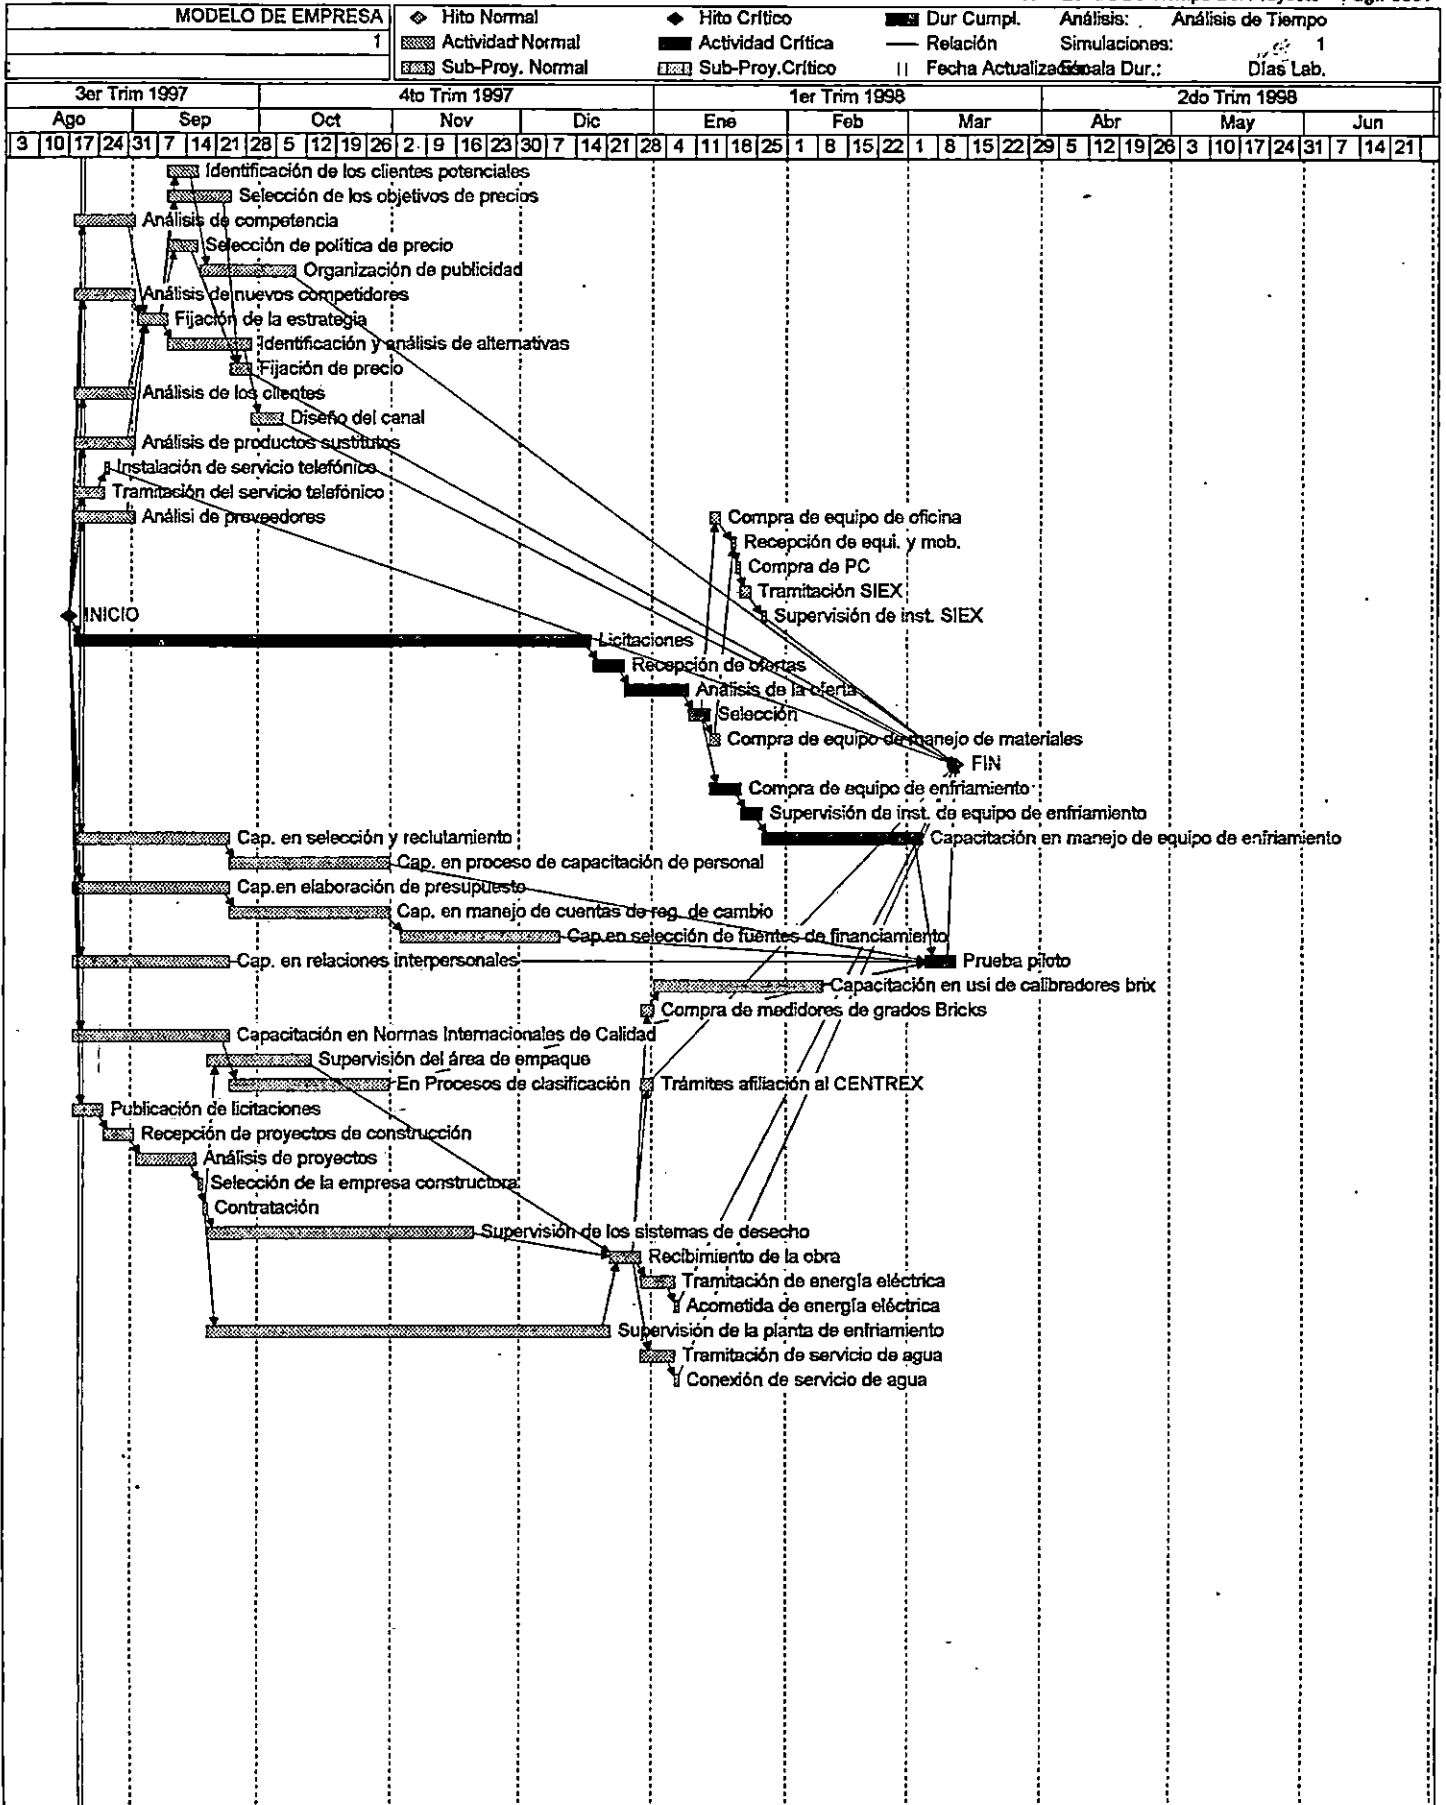 MODELO DE EMPRESA
1
Hito Normal
Hito Crítico
Dur Cumpl.
Análisis:
Análisis de Tiempo
Actividad Normal
Actividad Crítica
Relación
Simulaciones:
1
Sub-Proy. Normal
Sub-Proy.Crítico
Fecha Actualización
Escala Dur.:
Días Lab.
3er Trim 1997
4to Trim 1997
1er Trim 1998
2do Trim 1998
Ago Sep Oct Nov Dic Ene Feb Mar Abr May Jun
3 10 17 24 31 7 14 21 28 5 12 19 26 2 9 16 23 30 7 14 21 28 4 11 18 25 1 8 15 22 1 8 15 22 29 5 12 19 26 3 10 17 24 31 7 14 21
Identificación de los clientes potenciales
Selección de los objetivos de precios
Análisis de competencia
Selección de política de precio
Organización de publicidad
Análisis de nuevos competidores
Fijación de la estrategia
Identificación y análisis de alternativas
Fijación de precio
Análisis de los clientes
Diseño del canal
Análisis de productos sustitutos
Instalación de servicio telefónico
Tramitación del servicio telefónico
Análisi de proveedores
Compra de equipo de oficina
Recepción de equi. y mob.
Compra de PC
Tramitación SIEX
INICIO
Supervisión de inst. SIEX
Licitaciones
Recepción de ofertas
Análisis de la oferta
Selección
Compra de equipo de manejo de materiales
FIN
Compra de equipo de enfriamiento
Supervisión de inst. de equipo de enfriamiento
Cap. en selección y reclutamiento
Capacitación en manejo de equipo de enfriamiento
Cap. en proceso de capacitación de personal
Cap.en elaboración de presupuesto
Cap. en manejo de cuentas de reg. de cambio
Cap.en selección de fuentes de financiamiento
Cap. en relaciones interpersonales
Prueba piloto
Capacitación en usi de calibradores brix
Compra de medidores de grados Bricks
Capacitación en Normas Internacionales de Calidad
Supervisión del área de empaque
En Procesos de clasificación
Trámites afiliación al CENTREX
Publicación de licitaciones
Recepción de proyectos de construcción
Análisis de proyectos
Selección de la empresa constructora
Contratación
Supervisión de los sistemas de desecho
Recibimiento de la obra
Tramitación de energía eléctrica
Acometida de energía eléctrica
Supervisión de la planta de enfriamiento
Tramitación de servicio de agua
Conexión de servicio de agua